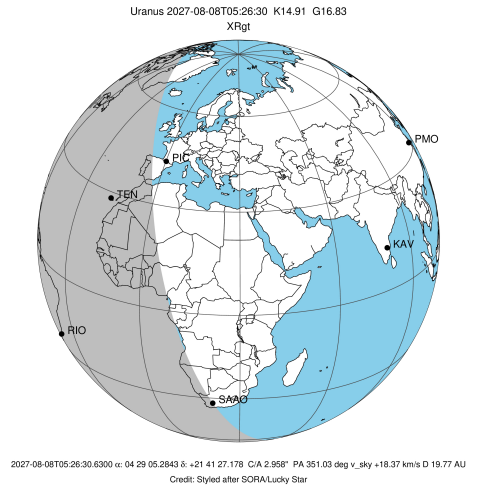 Uranus 2027-08-08T05:26:30 K14.91 G16.83
XRgt
PMO
PIC
TEN
KAV
RIO
SAAO
2027-08-08T05:26:30.6300 α: 04 29 05.2843 δ: +21 41 27.178 C/A 2.958" PA 351.03 deg v_sky +18.37 km/s D 19.77 AU
Credit: Styled after SORA/Lucky Star